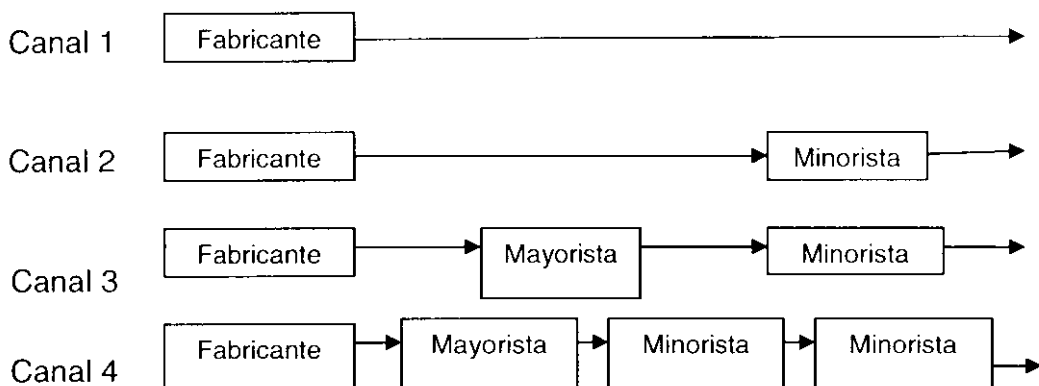 Canal 1 Fabricante
Canal 2 Fabricante Minorista
Canal 3 Fabricante Mayorista Minorista
Canal 4 Fabricante Mayorista Minorista Minorista